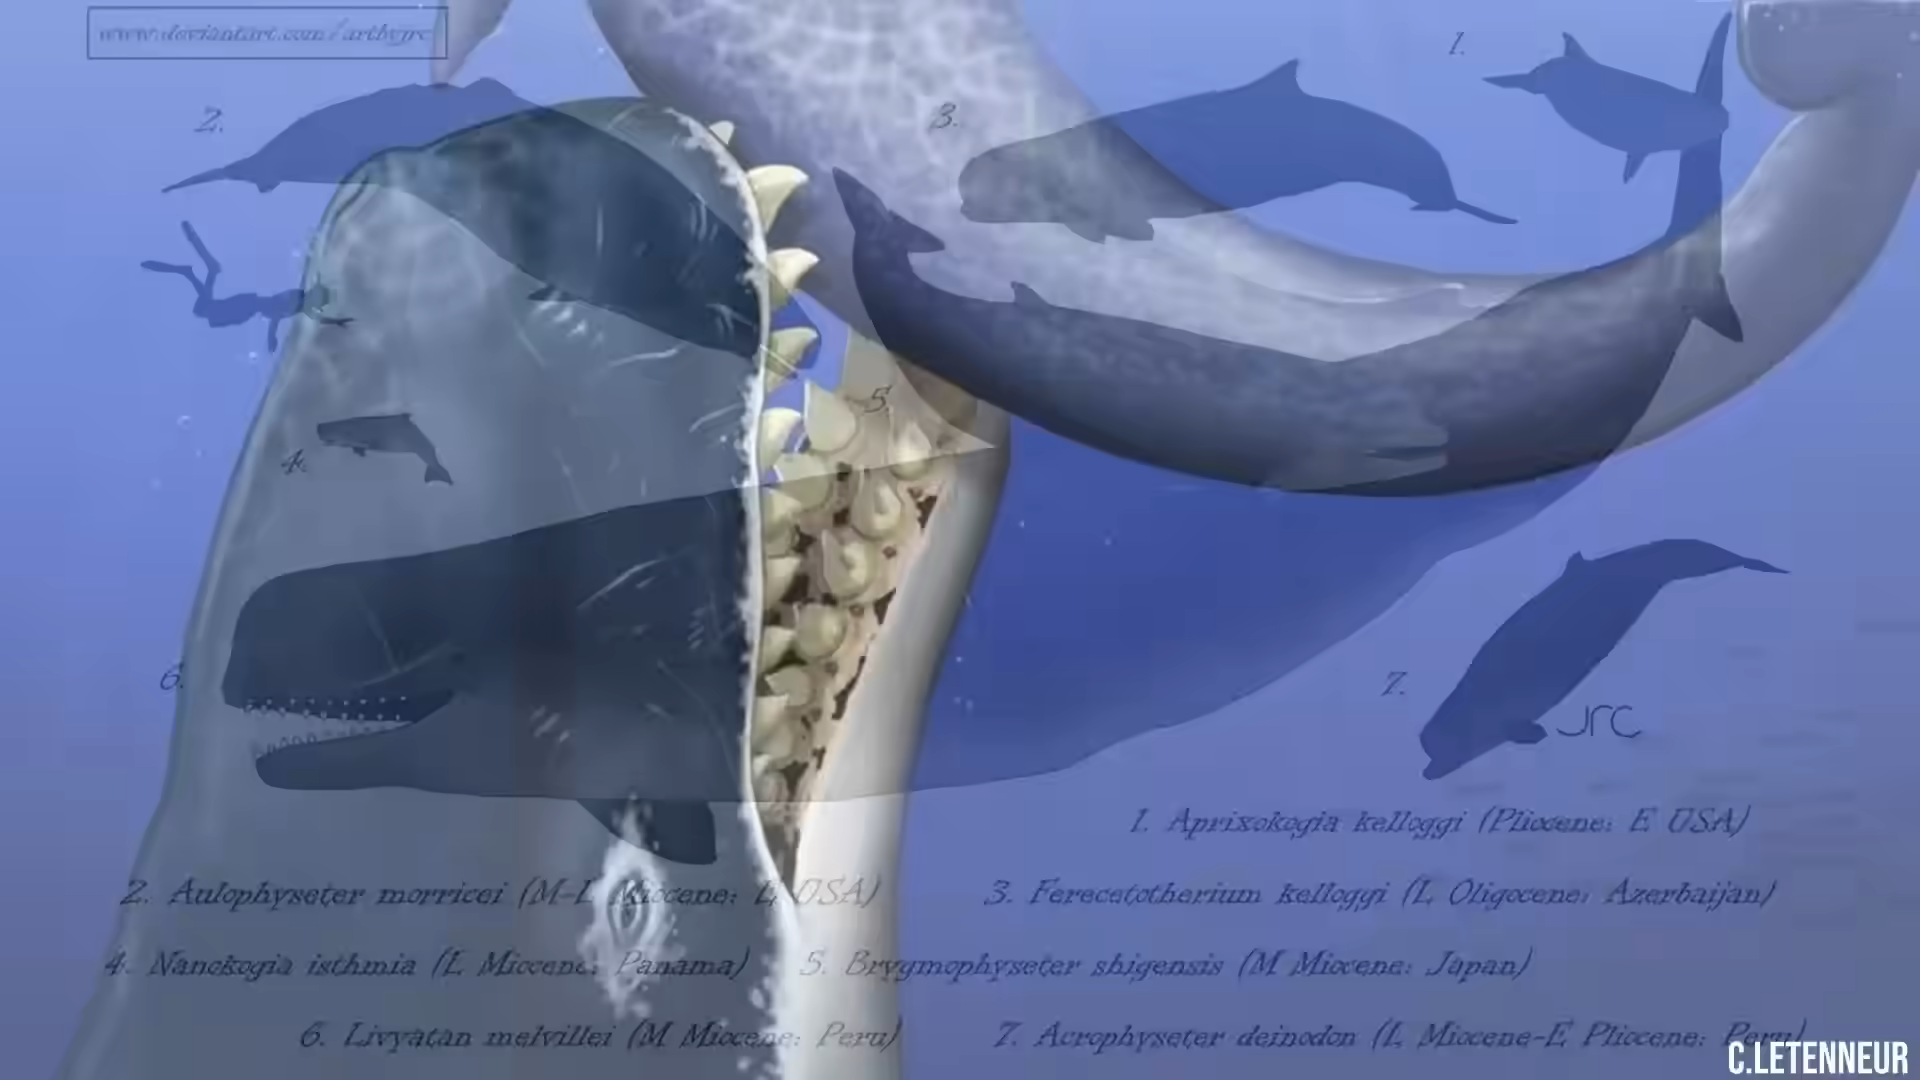 www.deviantart.com/artbyjrc
1.
2.
3.
5.
4.
6.
7.
JrC
1. Aprixokogia kelloggi (Pliocene: E USA)
2. Aulophyseter morricei (M-L Miocene: E USA)
3. Ferecetotherium kelloggi (L Oligocene: Azerbaijan)
4. Nanokogia isthmia (L Miocene: Panama)
5. Brygmophyseter shigensis (M Miocene: Japan)
6. Livyatan melvillei (M Miocene: Peru)
7. Acrophyseter deinodon (L Miocene-E Pliocene: Peru)
C.LETENNEUR